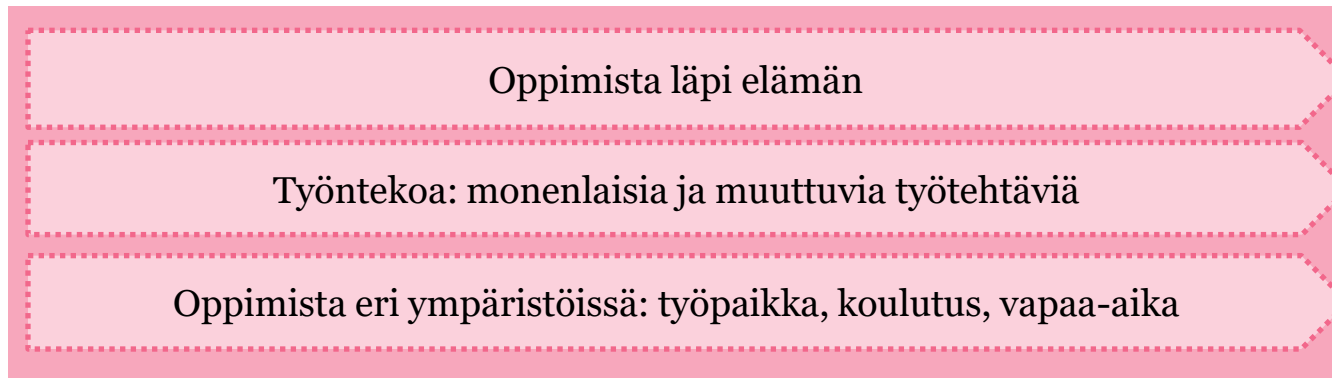 Oppimista läpi elämän
Työntekoa: monenlaisia ja muuttuvia työtehtäviä
Oppimista eri ympäristöissä: työpaikka, koulutus, vapaa-aika